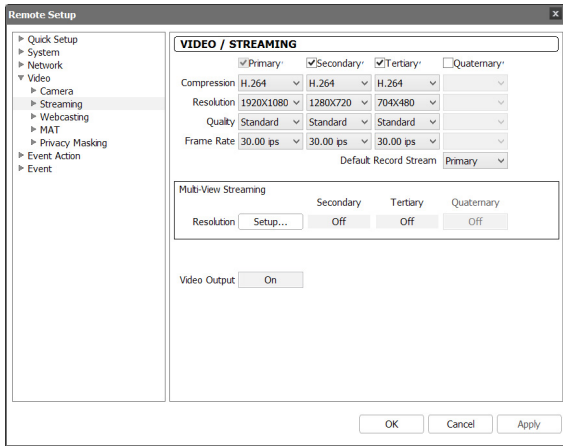 Remote Setup x
Quick Setup
System
Network
Video
Camera
Streaming
Webcasting
MAT
Privacy Masking
Event Action
Event
VIDEO / STREAMING
Primary Secondary Tertiary Quaternary
Compression H.264 H.264 H.264
Resolution 1920X1080 1280X720 704X480
Quality Standard Standard Standard
Frame Rate 30.00 ips 30.00 ips 30.00 ips
Default Record Stream Primary
Multi-View Streaming
Secondary Tertiary Quaternary
Resolution Setup... Off Off Off
Video Output On
OK Cancel Apply